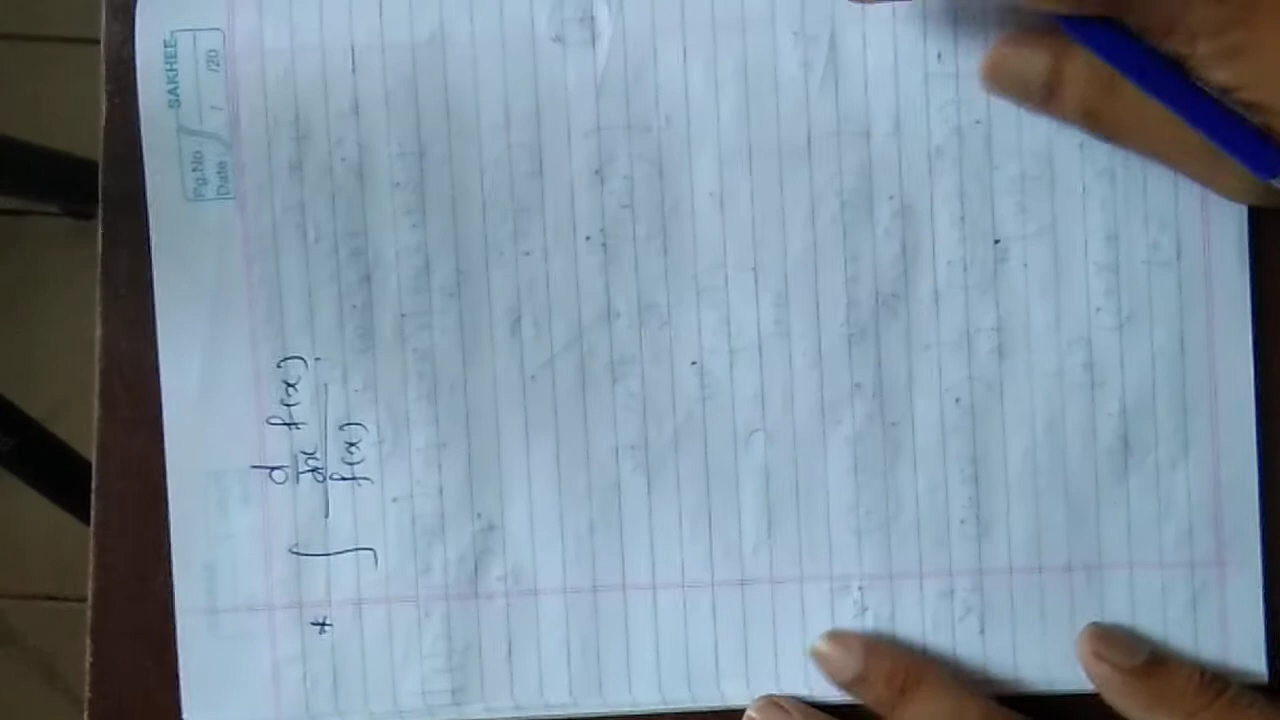 SAKHEE
Pg.No
Date / /20
* ∫ (d/dx f(x)) / f(x)